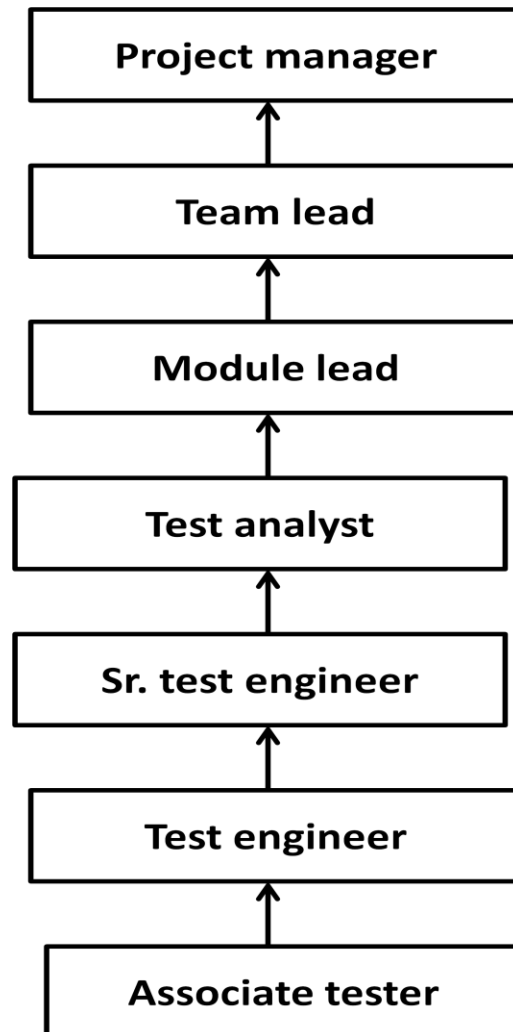 Project manager
Team lead
Module lead
Test analyst
Sr. test engineer
Test engineer
Associate tester